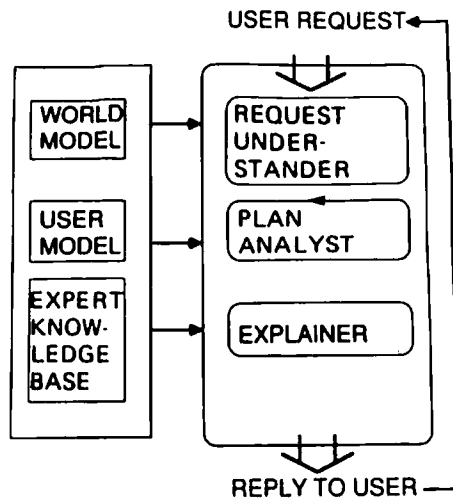 USER REQUEST
WORLD
MODEL
USER
MODEL
EXPERT
KNOW-
LEDGE
BASE
REQUEST
UNDER-
STANDER
PLAN
ANALYST
EXPLAINER
REPLY TO USER